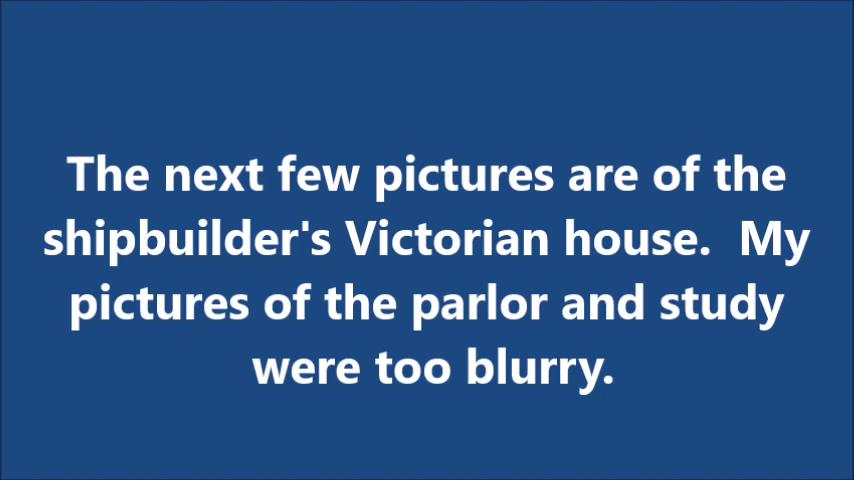 The next few pictures are of the
shipbuilder's Victorian house.  My
pictures of the parlor and study
were too blurry.